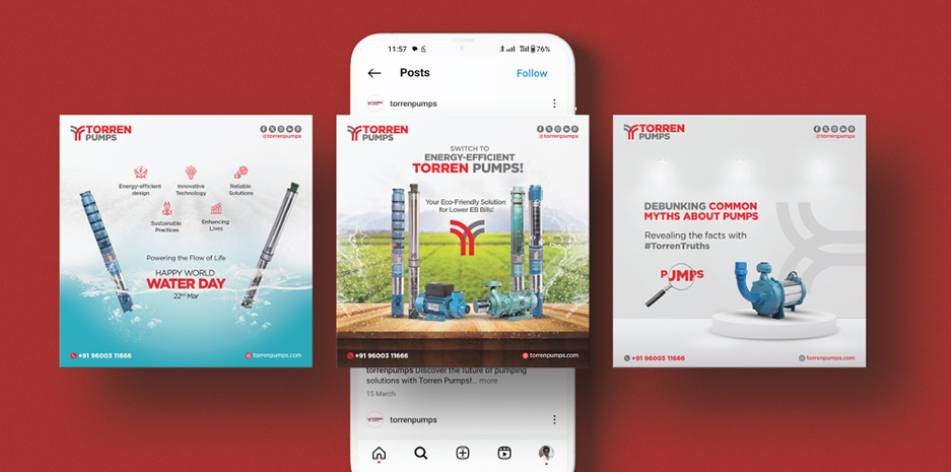 11:57
76%
Posts
Follow
torrenpumps
TORREN
PUMPS
@torrenpumps
Energy-efficient
design
Innovative
Technology
Reliable
Solutions
Sustainable
Practices
Enhancing
Lives
Powering the Flow of Life
HAPPY WORLD
WATER DAY
22nd Mar
+91 96003 11666
torrenpumps.com
TORREN
PUMPS
@torrenpumps
SWITCH TO
ENERGY-EFFICIENT
TORREN PUMPS!
Your Eco-Friendly Solution
for Lower EB Bills!
+91 96003 11666
torrenpumps.com
TORREN
PUMPS
@torrenpumps
DEBUNKING COMMON
MYTHS ABOUT PUMPS
Revealing the facts with
#TorrenTruths
PUMPS
+91 96003 11666
torrenpumps.com
torrenpumps Discover the future of pumping
solutions with Torren Pumps!... more
15 March
torrenpumps